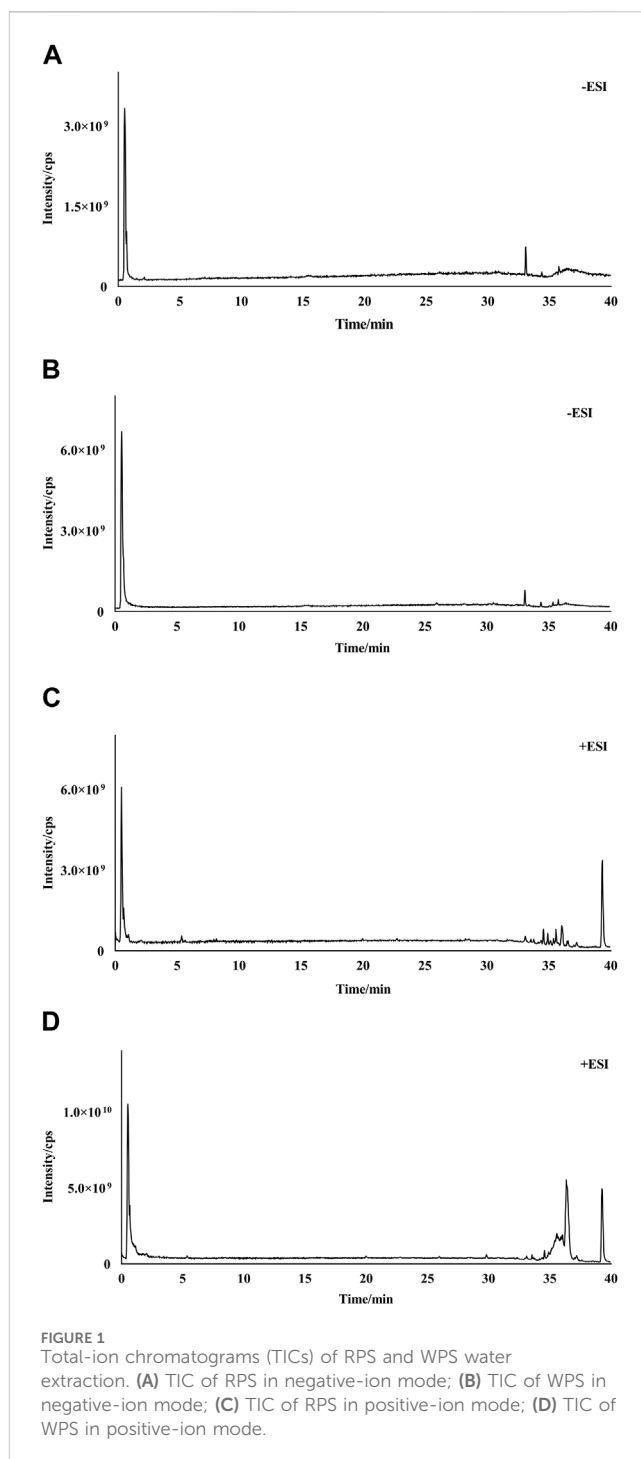 A
-ESI
3.0×10⁹
1.5×10⁹
0
Intensity/cps
0 5 10 15 20 25 30 35 40
Time/min
B
-ESI
6.0×10⁹
3.0×10⁹
0
Intensity/cps
0 5 10 15 20 25 30 35 40
Time/min
C
+ESI
6.0×10⁹
3.0×10⁹
0
Intensity/cps
0 5 10 15 20 25 30 35 40
Time/min
D
+ESI
1.0×10¹⁰
5.0×10⁹
0
Intensity/cps
0 5 10 15 20 25 30 35 40
Time/min
FIGURE 1
Total-ion chromatograms (TICs) of RPS and WPS water
extraction. (A) TIC of RPS in negative-ion mode; (B) TIC of WPS in
negative-ion mode; (C) TIC of RPS in positive-ion mode; (D) TIC of
WPS in positive-ion mode.